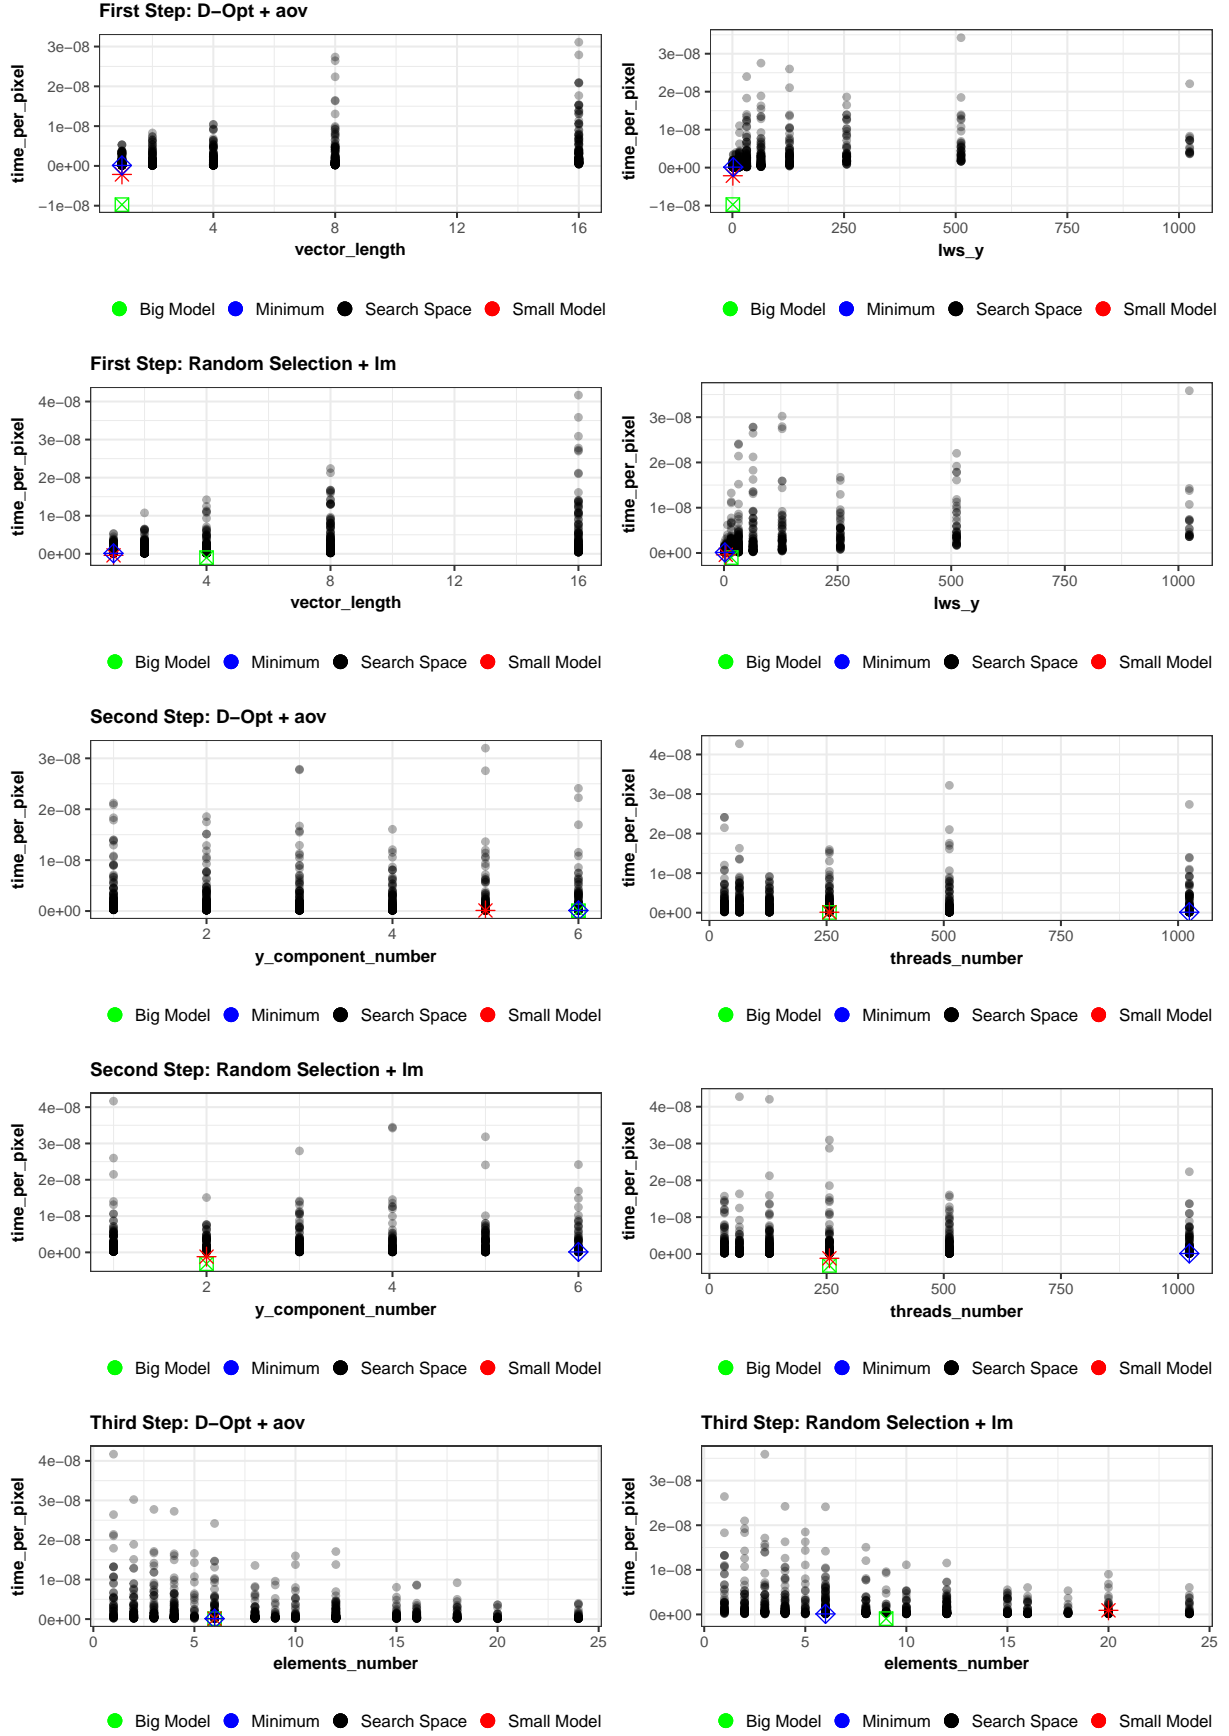 First Step: D−Opt + aov
time_per_pixel
3e−08
2e−08
1e−08
0e+00
−1e−08
4 8 12 16
vector_length
time_per_pixel
3e−08
2e−08
1e−08
0e+00
−1e−08
0 250 500 750 1000
lws_y
Big Model Minimum Search Space Small Model
Big Model Minimum Search Space Small Model
First Step: Random Selection + lm
time_per_pixel
4e−08
3e−08
2e−08
1e−08
0e+00
4 8 12 16
vector_length
time_per_pixel
3e−08
2e−08
1e−08
0e+00
0 250 500 750 1000
lws_y
Big Model Minimum Search Space Small Model
Big Model Minimum Search Space Small Model
Second Step: D−Opt + aov
time_per_pixel
3e−08
2e−08
1e−08
0e+00
2 4 6
y_component_number
time_per_pixel
4e−08
3e−08
2e−08
1e−08
0e+00
0 250 500 750 1000
threads_number
Big Model Minimum Search Space Small Model
Big Model Minimum Search Space Small Model
Second Step: Random Selection + lm
time_per_pixel
4e−08
3e−08
2e−08
1e−08
0e+00
2 4 6
y_component_number
time_per_pixel
4e−08
3e−08
2e−08
1e−08
0e+00
0 250 500 750 1000
threads_number
Big Model Minimum Search Space Small Model
Big Model Minimum Search Space Small Model
Third Step: D−Opt + aov
time_per_pixel
4e−08
3e−08
2e−08
1e−08
0e+00
0 5 10 15 20 25
elements_number
Third Step: Random Selection + lm
time_per_pixel
3e−08
2e−08
1e−08
0e+00
0 5 10 15 20 25
elements_number
Big Model Minimum Search Space Small Model
Big Model Minimum Search Space Small Model